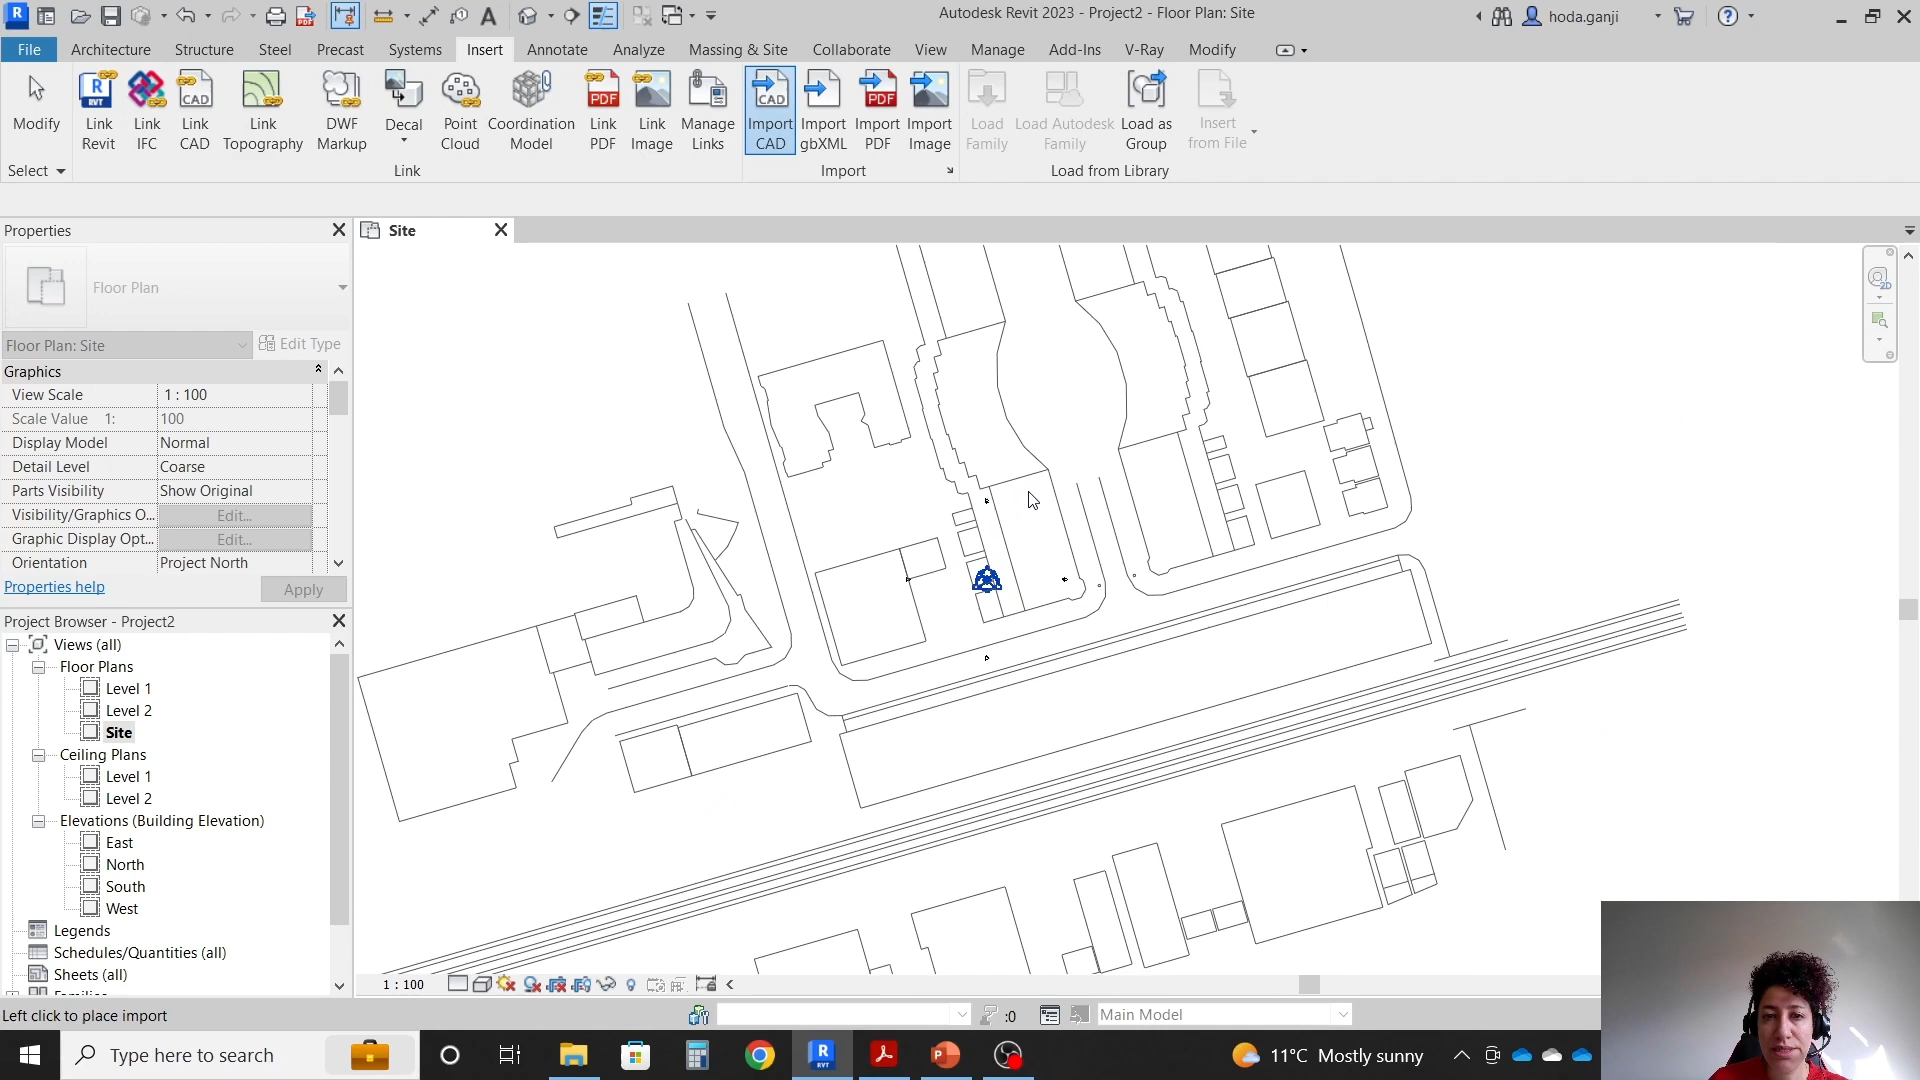 Autodesk Revit 2023 - Project2 - Floor Plan: Site
hoda.ganji
File Architecture Structure Steel Precast Systems Insert Annotate Analyze Massing & Site Collaborate View Manage Add-Ins V-Ray Modify
Modify
Link Revit
Link IFC
Link CAD
Link Topography
DWF Markup
Decal
Point Cloud
Coordination Model
Link PDF
Link Image
Manage Links
Import CAD
Import gbXML
Import PDF
Import Image
Load Family
Load Autodesk Family
Load as Group
Insert from File
Select
Link
Import
Load from Library
Properties
Site
Floor Plan
Floor Plan: Site
Edit Type
Graphics
View Scale 1 : 100
Scale Value 1: 100
Display Model Normal
Detail Level Coarse
Parts Visibility Show Original
Visibility/Graphics O... Edit...
Graphic Display Opt... Edit...
Orientation Project North
Properties help
Apply
Project Browser - Project2
Views (all)
Floor Plans
Level 1
Level 2
Site
Ceiling Plans
Level 1
Level 2
Elevations (Building Elevation)
East
North
South
West
Legends
Schedules/Quantities (all)
Sheets (all)
1 : 100
Left click to place import
:0
Main Model
Type here to search
11°C Mostly sunny